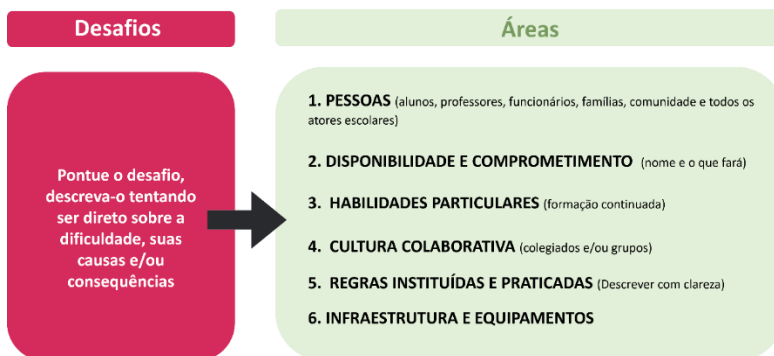 Desafios
Áreas
Pontue o desafio,
descreva-o tentando
ser direto sobre a
dificuldade, suas
causas e/ou
consequências
1. PESSOAS (alunos, professores, funcionários, famílias, comunidade e todos os
atores escolares)
2. DISPONIBILIDADE E COMPROMETIMENTO (nome e o que fará)
3. HABILIDADES PARTICULARES (formação continuada)
4. CULTURA COLABORATIVA (colegiados e/ou grupos)
5. REGRAS INSTITUÍDAS E PRATICADAS (Descrever com clareza)
6. INFRAESTRUTURA E EQUIPAMENTOS